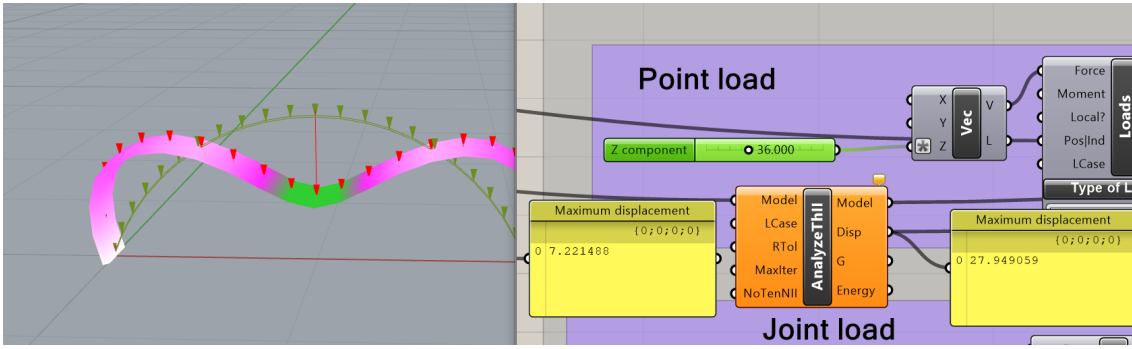 Point load
X
Y
Z
Vec
V
L
Force
Moment
Local?
Pos|Ind
LCase
Loads
Type of L
Z component
36.000
Maximum displacement
{0;0;0;0}
0 7.221488
Model
LCase
RTol
MaxIter
NoTenNII
AnalyzeThII
Model
Disp
G
Energy
Maximum displacement
{0;0;0;0}
0 27.949059
Joint load